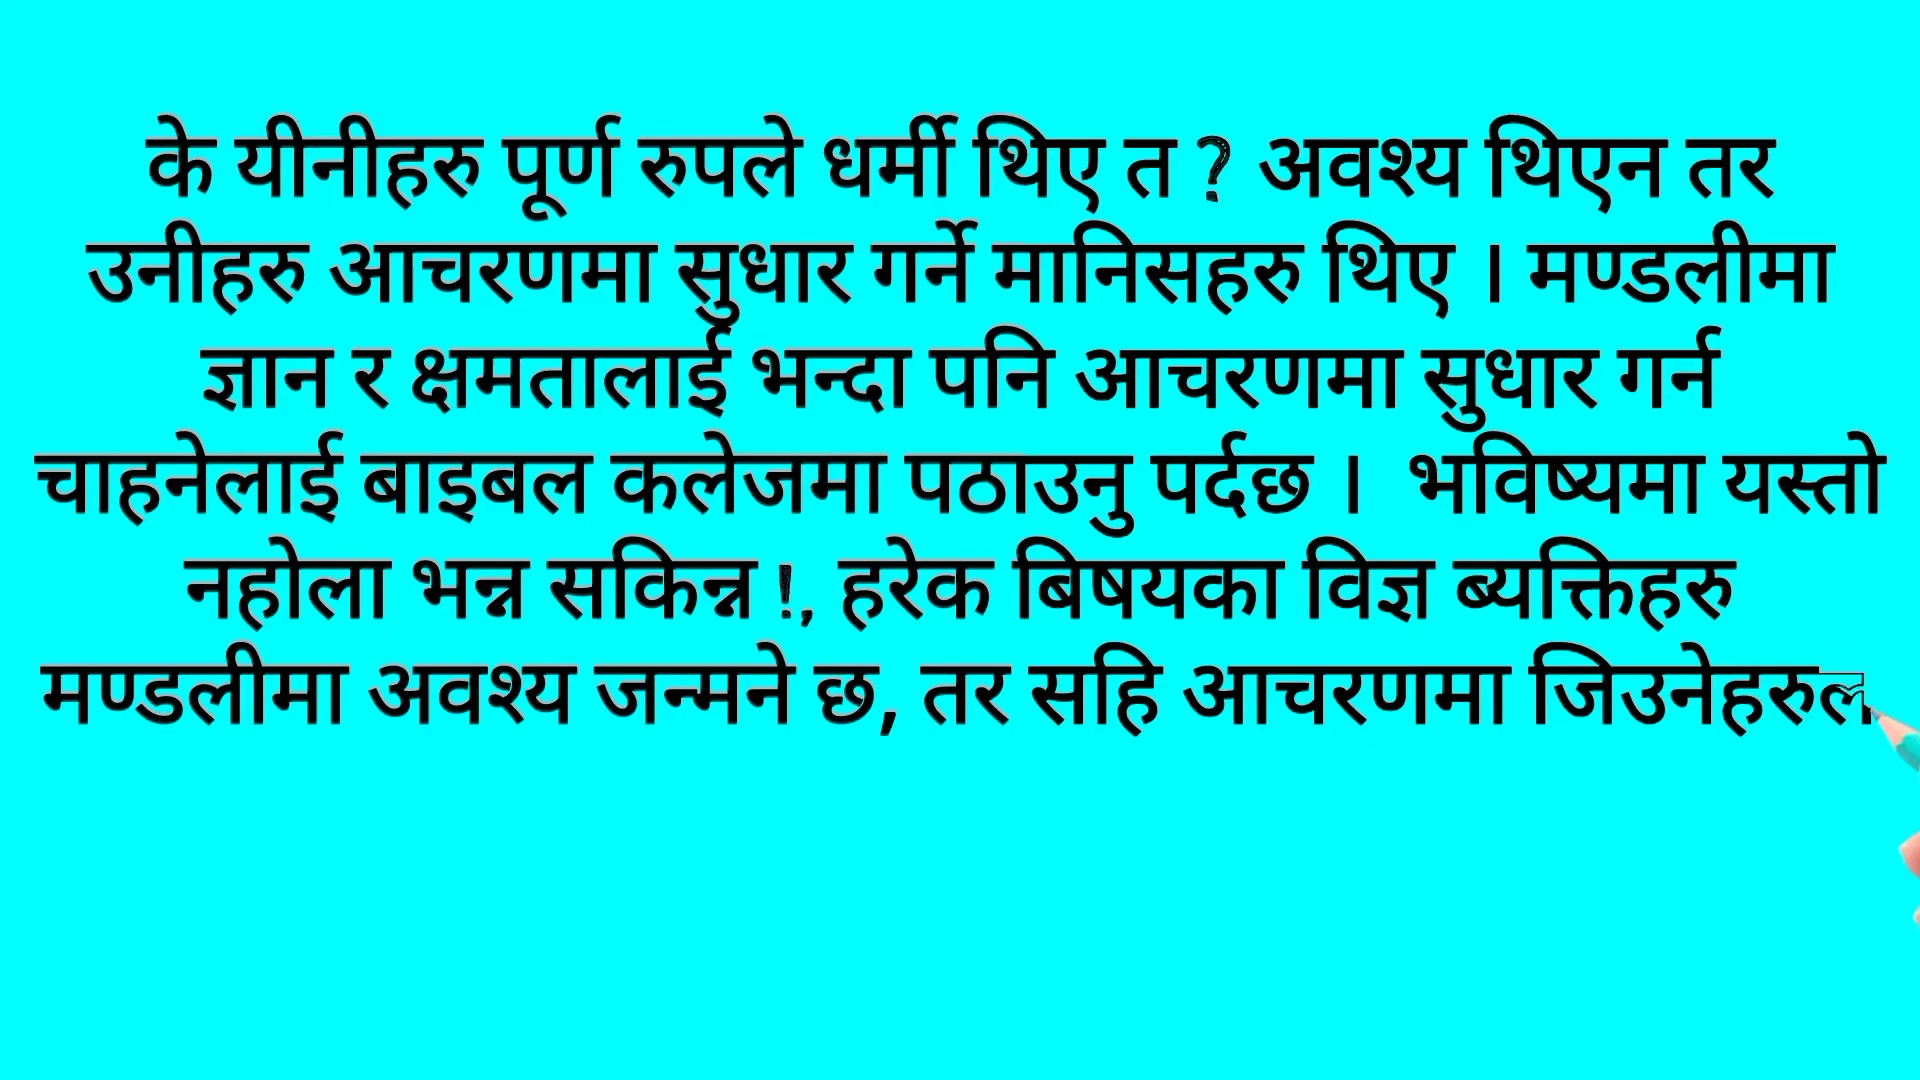 के यीनीहरु पूर्ण रुपले धर्मी थिए त ? अवश्य थिएन तर
उनीहरु आचरणमा सुधार गर्ने मानिसहरु थिए । मण्डलीमा
ज्ञान र क्षमतालाई भन्दा पनि आचरणमा सुधार गर्न
चाहनेलाई बाइबल कलेजमा पठाउनु पर्दछ । भविष्यमा यस्तो
नहोला भन्न सकिन्न !, हरेक बिषयका विज्ञ ब्यक्तिहरु
मण्डलीमा अवश्य जन्मने छ, तर सहि आचरणमा जिउनेहरुल